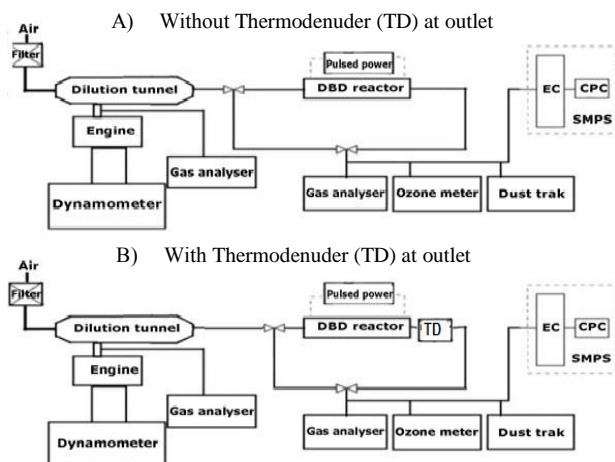 A) Without Thermodenuder (TD) at outlet
Air
Filter
Pulsed power
Dilution tunnel
DBD reactor
EC
CPC
SMPS
Engine
Gas analyser
Dynamometer
Gas analyser
Ozone meter
Dust trak
B) With Thermodenuder (TD) at outlet
Air
Filter
Pulsed power
Dilution tunnel
DBD reactor
TD
EC
CPC
SMPS
Engine
Gas analyser
Dynamometer
Gas analyser
Ozone meter
Dust trak